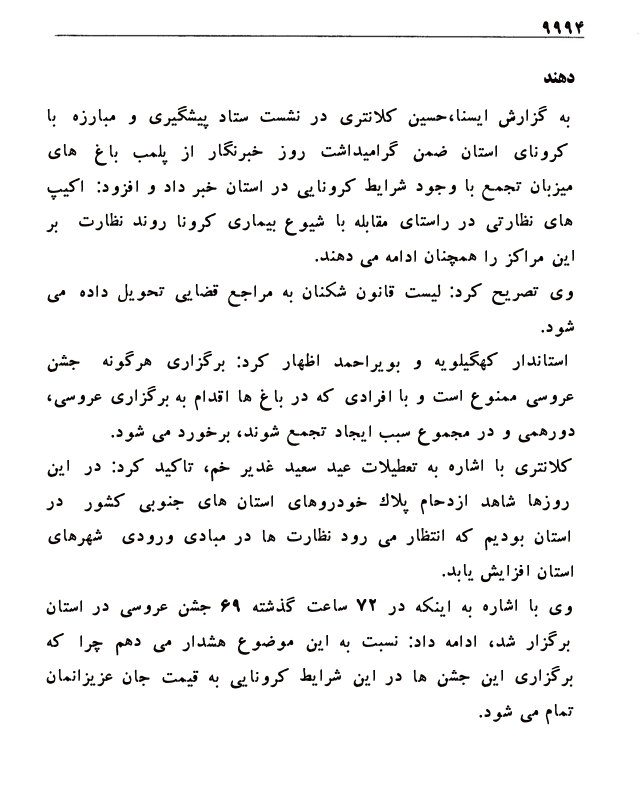 ۹۹۹۴
دهند
به گزارش ایسنا،حسین کلانتری در نشست ستاد پیشگیری و مبارزه با
کرونای استان ضمن گرامیداشت روز خبرنگار از پلمب باغ های
میزبان تجمع با وجود شرایط کرونایی در استان خبر داد و افزود: اکیپ
های نظارتی در راستای مقابله با شیوع بیماری کرونا روند نظارت بر
این مراکز را همچنان ادامه می دهند.
وی تصریح کرد: لیست قانون شکنان به مراجع قضایی تحویل داده می
شود.
استاندار کهگیلویه و بویراحمد اظهار کرد: برگزاری هرگونه جشن
عروسی ممنوع است و با افرادی که در باغ ها اقدام به برگزاری عروسی،
دورهمی و در مجموع سبب ایجاد تجمع شوند، برخورد می شود.
کلانتری با اشاره به تعطیلات عید سعید غدیر خم، تاکید کرد: در این
روزها شاهد ازدحام پلاک خودروهای استان های جنوبی کشور در
استان بودیم که انتظار می رود نظارت ها در مبادی ورودی شهرهای
استان افزایش یابد.
وی با اشاره به اینکه در ۷۲ ساعت گذشته ۶۹ جشن عروسی در استان
برگزار شد، ادامه داد: نسبت به این موضوع هشدار می دهم چرا که
برگزاری این جشن ها در این شرایط کرونایی به قیمت جان عزیزانمان
تمام می شود.